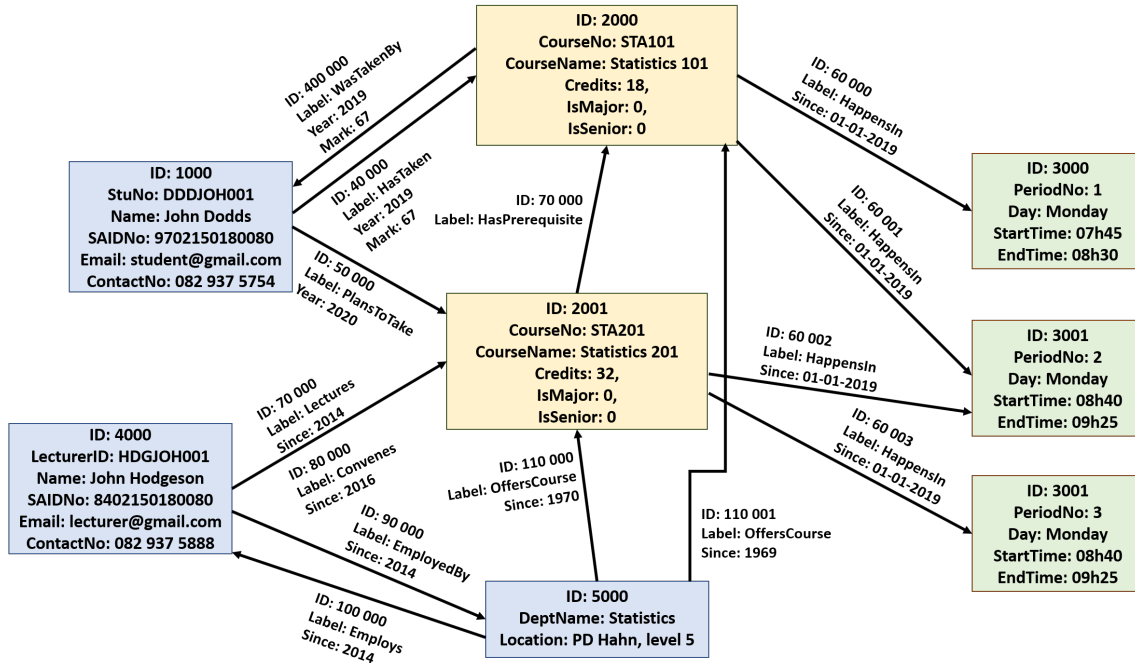 ID: 2000
CourseNo: STA101
CourseName: Statistics 101
Credits: 18,
IsMajor: 0,
IsSenior: 0
ID: 400 000
Label: WasTakenBy
Year: 2019
Mark: 67
ID: 40 000
Label: HasTaken
Year: 2019
Mark: 67
ID: 60 000
Label: HappensIn
Since: 01-01-2019
ID: 1000
StuNo: DDDJOH001
Name: John Dodds
SAIDNo: 9702150180080
Email: student@gmail.com
ContactNo: 082 937 5754
ID: 70 000
Label: HasPrerequisite
ID: 60 001
Label: HappensIn
Since: 01-01-2019
ID: 3000
PeriodNo: 1
Day: Monday
StartTime: 07h45
EndTime: 08h30
ID: 50 000
Label: PlansToTake
Year: 2020
ID: 2001
CourseNo: STA201
CourseName: Statistics 201
Credits: 32,
IsMajor: 0,
IsSenior: 0
ID: 60 002
Label: HappensIn
Since: 01-01-2019
ID: 3001
PeriodNo: 2
Day: Monday
StartTime: 08h40
EndTime: 09h25
ID: 70 000
Label: Lectures
Since: 2014
ID: 80 000
Label: Convenes
Since: 2016
ID: 60 003
Label: HappensIn
Since: 01-01-2019
ID: 4000
LecturerID: HDGJOH001
Name: John Hodgeson
SAIDNo: 8402150180080
Email: lecturer@gmail.com
ContactNo: 082 937 5888
ID: 110 000
Label: OffersCourse
Since: 1970
ID: 110 001
Label: OffersCourse
Since: 1969
ID: 3001
PeriodNo: 3
Day: Monday
StartTime: 08h40
EndTime: 09h25
ID: 90 000
Label: EmployedBy
Since: 2014
ID: 100 000
Label: Employs
Since: 2014
ID: 5000
DeptName: Statistics
Location: PD Hahn, level 5